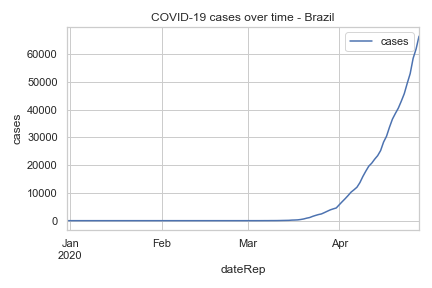 COVID-19 cases over time - Brazil
cases
60000
50000
40000
30000
20000
10000
0
cases
Jan
2020
Feb
Mar
Apr
dateRep